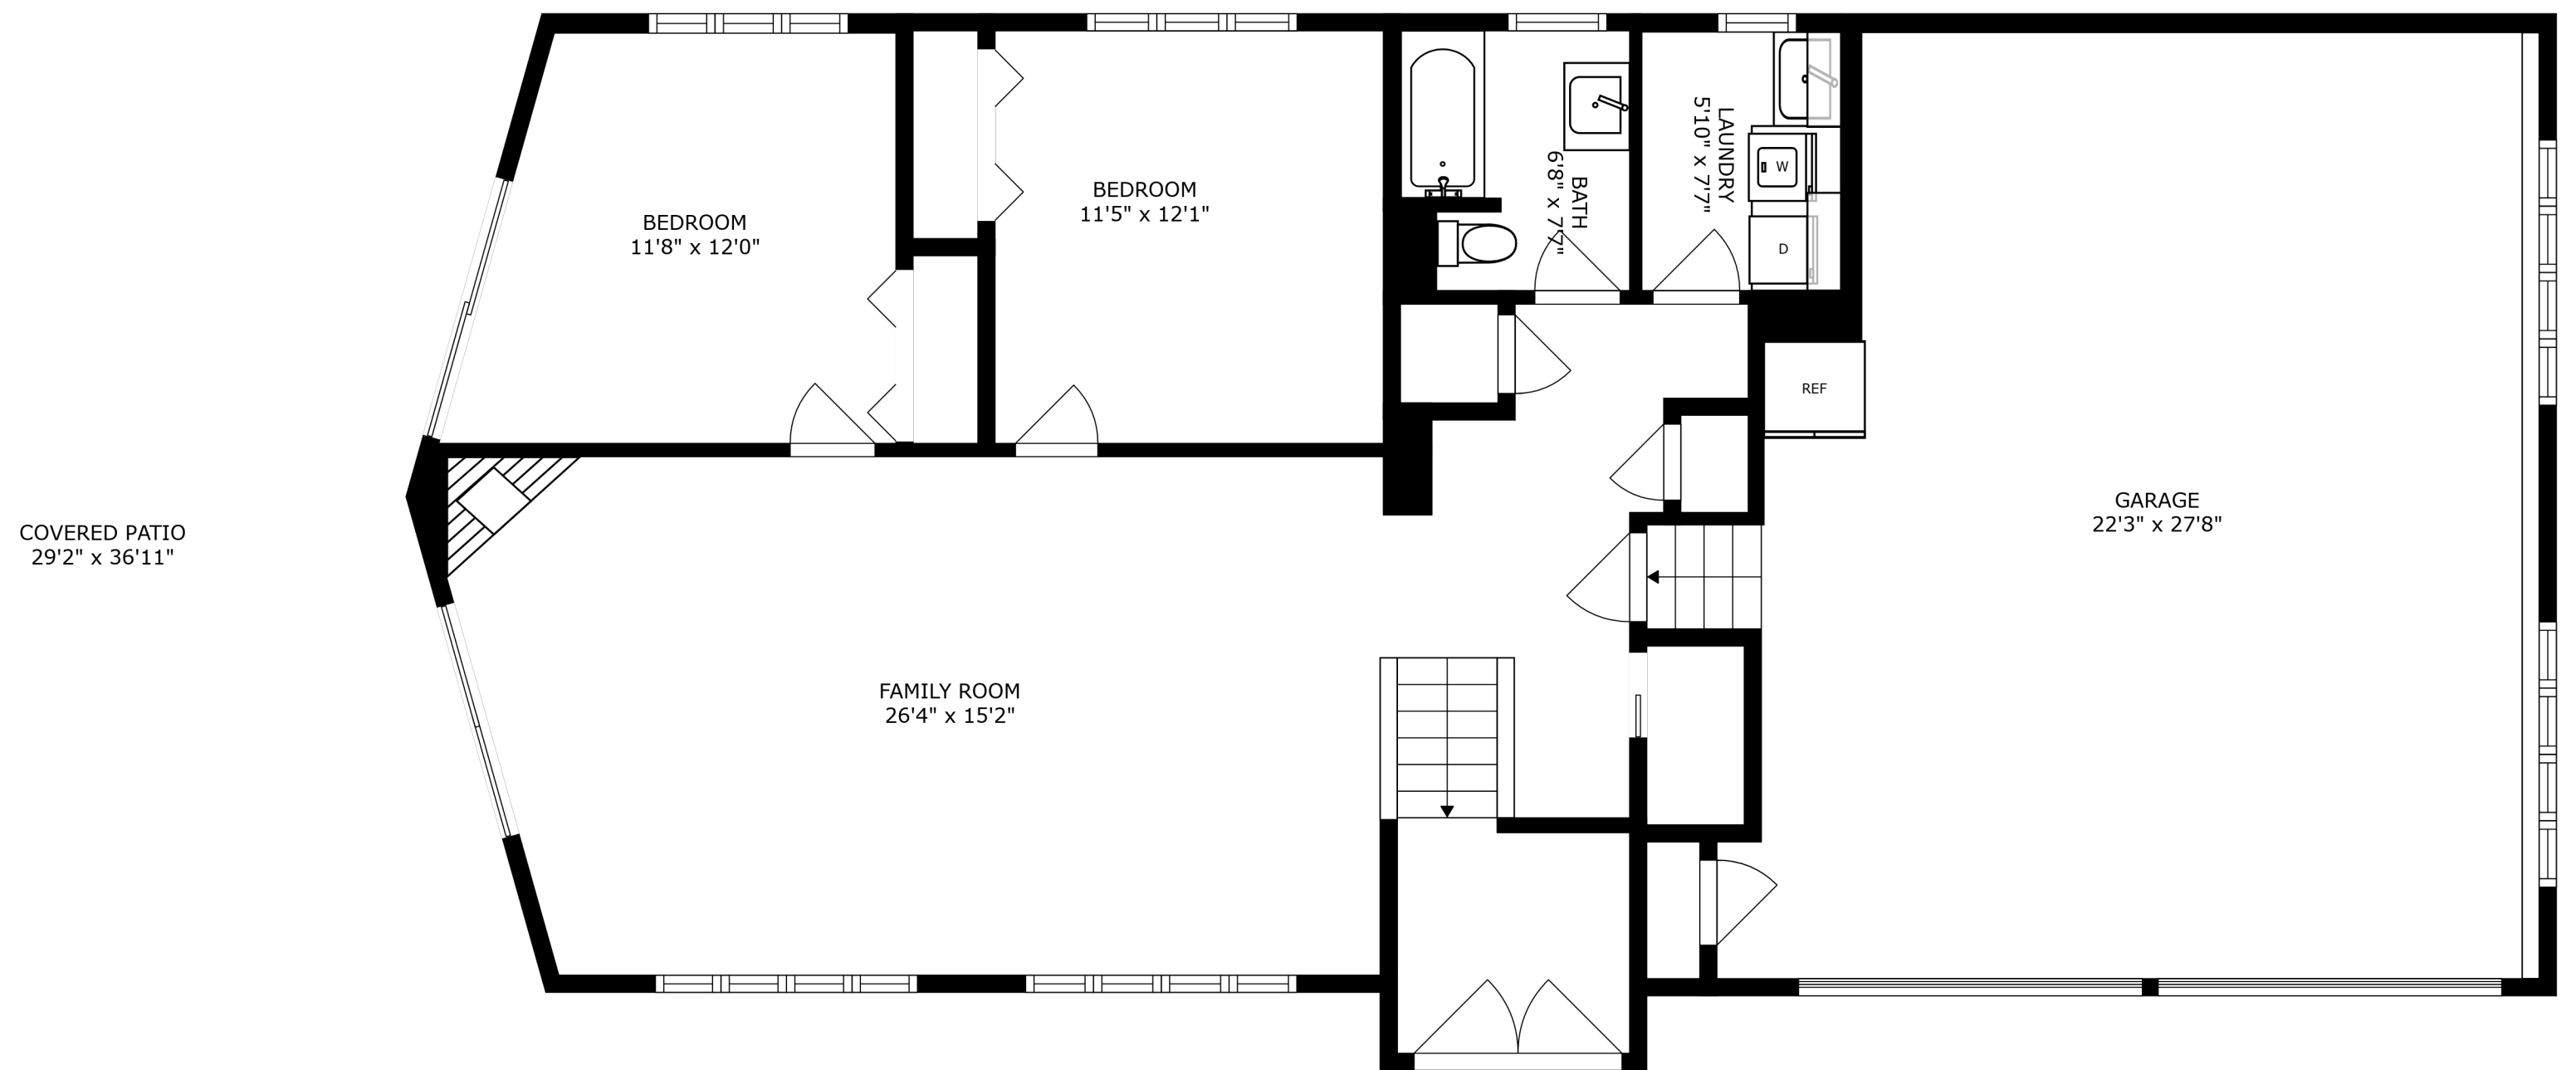 BEDROOM
11'8" x 12'0"
BEDROOM
11'5" x 12'1"
BATH
6'8" x 7'7"
LAUNDRY
5'10" x 7'7"
W
D
REF
GARAGE
22'3" x 27'8"
COVERED PATIO
29'2" x 36'11"
FAMILY ROOM
26'4" x 15'2"